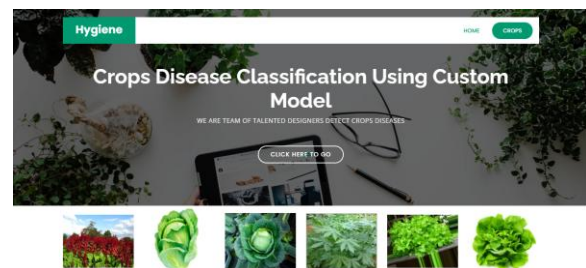 Hygiene
HOME
CROPS
Crops Disease Classification Using Custom
Model
WE ARE TEAM OF TALENTED DESIGNERS DETECT CROPS DISEASES
CLICK HERE TO GO